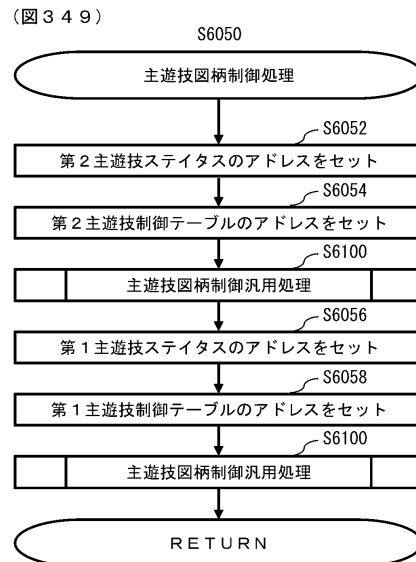 (図349)
S6050
主遊技図柄制御処理
S6052
第2主遊技ステイタスのアドレスをセット
S6054
第2主遊技制御テーブルのアドレスをセット
S6100
主遊技図柄制御汎用処理
S6056
第1主遊技ステイタスのアドレスをセット
S6058
第1主遊技制御テーブルのアドレスをセット
S6100
主遊技図柄制御汎用処理
RETURN